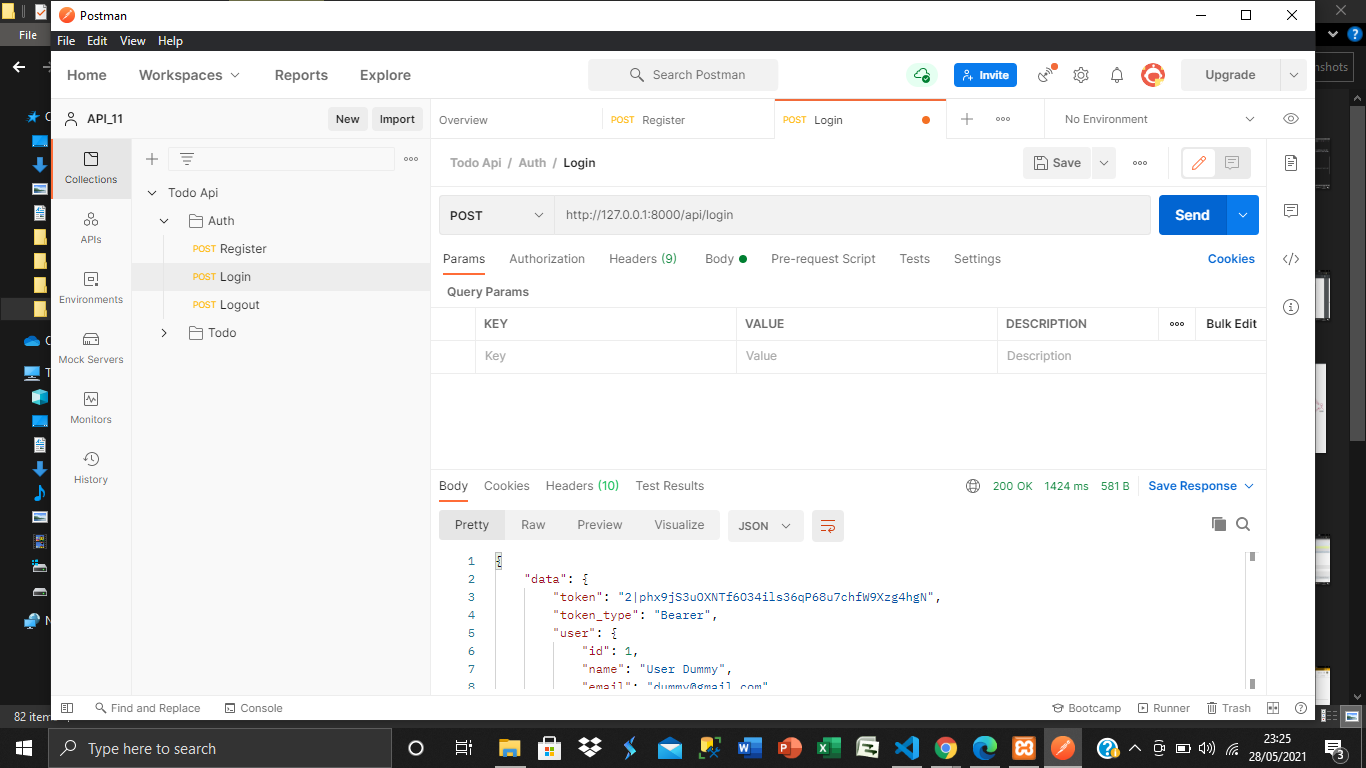 Postman
File
File Edit View Help
Home Workspaces Reports Explore
Search Postman
Invite
Upgrade
API_11
New Import
Overview
POST Register
POST Login
No Environment
Collections
APIs
Environments
Mock Servers
Monitors
History
Todo Api
Auth
POST Register
POST Login
POST Logout
Todo
Todo Api / Auth / Login
Save
POST http://127.0.0.1:8000/api/login
Send
Params Authorization Headers (9) Body Pre-request Script Tests Settings
Cookies
Query Params
KEY VALUE DESCRIPTION
Bulk Edit
Key Value Description
Body Cookies Headers (10) Test Results
200 OK 1424 ms 581 B
Save Response
Pretty Raw Preview Visualize
JSON
1 {
2 "data": {
3 "token": "2|phx9jS3uOXNTf6O34ils36qP68u7chfW9Xzg4hgN",
4 "token_type": "Bearer",
5 "user": {
6 "id": 1,
7 "name": "User Dummy",
8 "email": "dummy@gmail.com"
Find and Replace Console
Bootcamp Runner Trash
82 item
Type here to search
23:25
28/05/2021
3